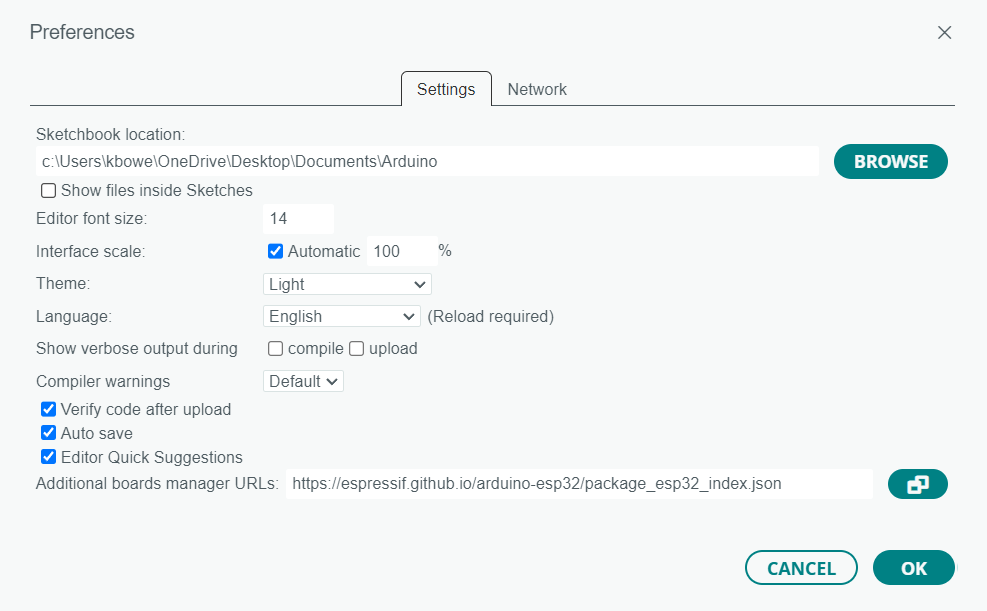 Preferences
Settings Network
Sketchbook location:
c:\Users\kbowe\OneDrive\Desktop\Documents\Arduino BROWSE
Show files inside Sketches
Editor font size: 14
Interface scale: Automatic 100 %
Theme: Light
Language: English (Reload required)
Show verbose output during compile upload
Compiler warnings Default
Verify code after upload
Auto save
Editor Quick Suggestions
Additional boards manager URLs: https://espressif.github.io/arduino-esp32/package_esp32_index.json
CANCEL OK